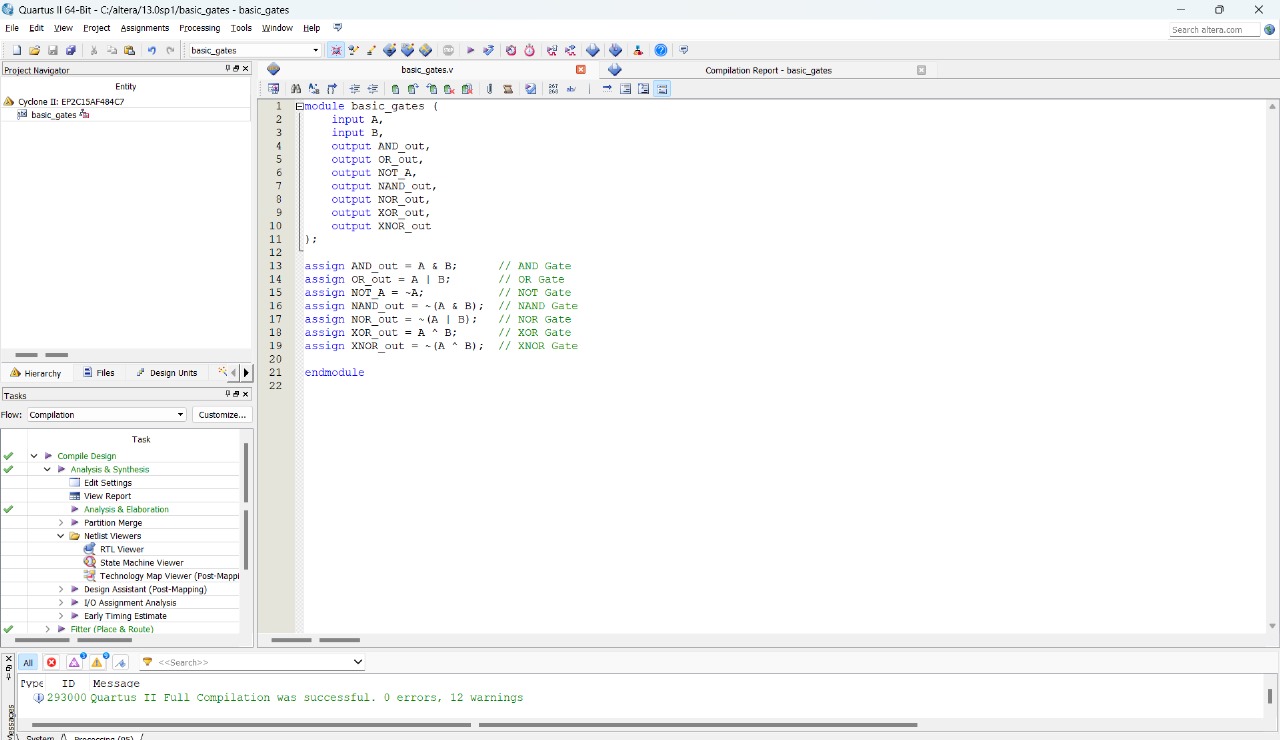 Quartus II 64-Bit - C:/altera/13.0sp1/basic_gates - basic_gates
File Edit View Project Assignments Processing Tools Window Help
Search altera.com
basic_gates
Project Navigator
Entity
Cyclone II: EP2C15AF484C7
basic_gates
Hierarchy Files Design Units
Tasks
Flow: Compilation Customize...
Task
Compile Design
Analysis & Synthesis
Edit Settings
View Report
Analysis & Elaboration
Partition Merge
Netlist Viewers
RTL Viewer
State Machine Viewer
Technology Map Viewer (Post-Mappi
Design Assistant (Post-Mapping)
I/O Assignment Analysis
Early Timing Estimate
Fitter (Place & Route)
basic_gates.v Compilation Report - basic_gates
1 module basic_gates (
2 input A,
3 input B,
4 output AND_out,
5 output OR_out,
6 output NOT_A,
7 output NAND_out,
8 output NOR_out,
9 output XOR_out,
10 output XNOR_out
11 );
12
13 assign AND_out = A & B; // AND Gate
14 assign OR_out = A | B; // OR Gate
15 assign NOT_A = ~A; // NOT Gate
16 assign NAND_out = ~(A & B); // NAND Gate
17 assign NOR_out = ~(A | B); // NOR Gate
18 assign XOR_out = A ^ B; // XOR Gate
19 assign XNOR_out = ~(A ^ B); // XNOR Gate
20
21 endmodule
22
All <<Search>>
Type ID Message
293000 Quartus II Full Compilation was successful. 0 errors, 12 warnings
Messages
System Processing (95)